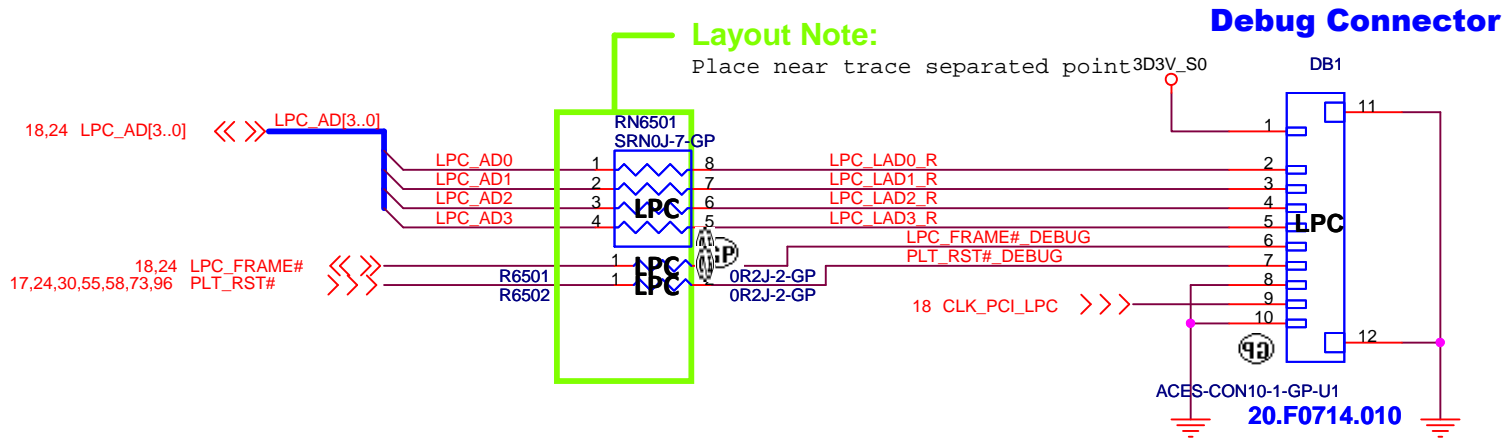 Debug Connector
Layout Note:
Place near trace separated point
3D3V_S0
DB1
RN6501
SRN0J-7-GP
18,24 LPC_AD[3..0]
LPC_AD[3..0]
LPC_AD0 1 8 LPC_LAD0_R 2
LPC_AD1 2 7 LPC_LAD1_R 3
LPC_AD2 3 6 LPC_LAD2_R 4
LPC_AD3 4 5 LPC_LAD3_R 5
LPC
LPC
1
11
18,24 LPC_FRAME# 1 LPC LPC_FRAME#_DEBUG 6
R6501 0R2J-2-GP
17,24,30,55,58,73,96 PLT_RST# 1 LPC PLT_RST#_DEBUG 7
R6502 0R2J-2-GP
GP
8
18 CLK_PCI_LPC 9
10
12
GP
ACES-CON10-1-GP-U1
20.F0714.010